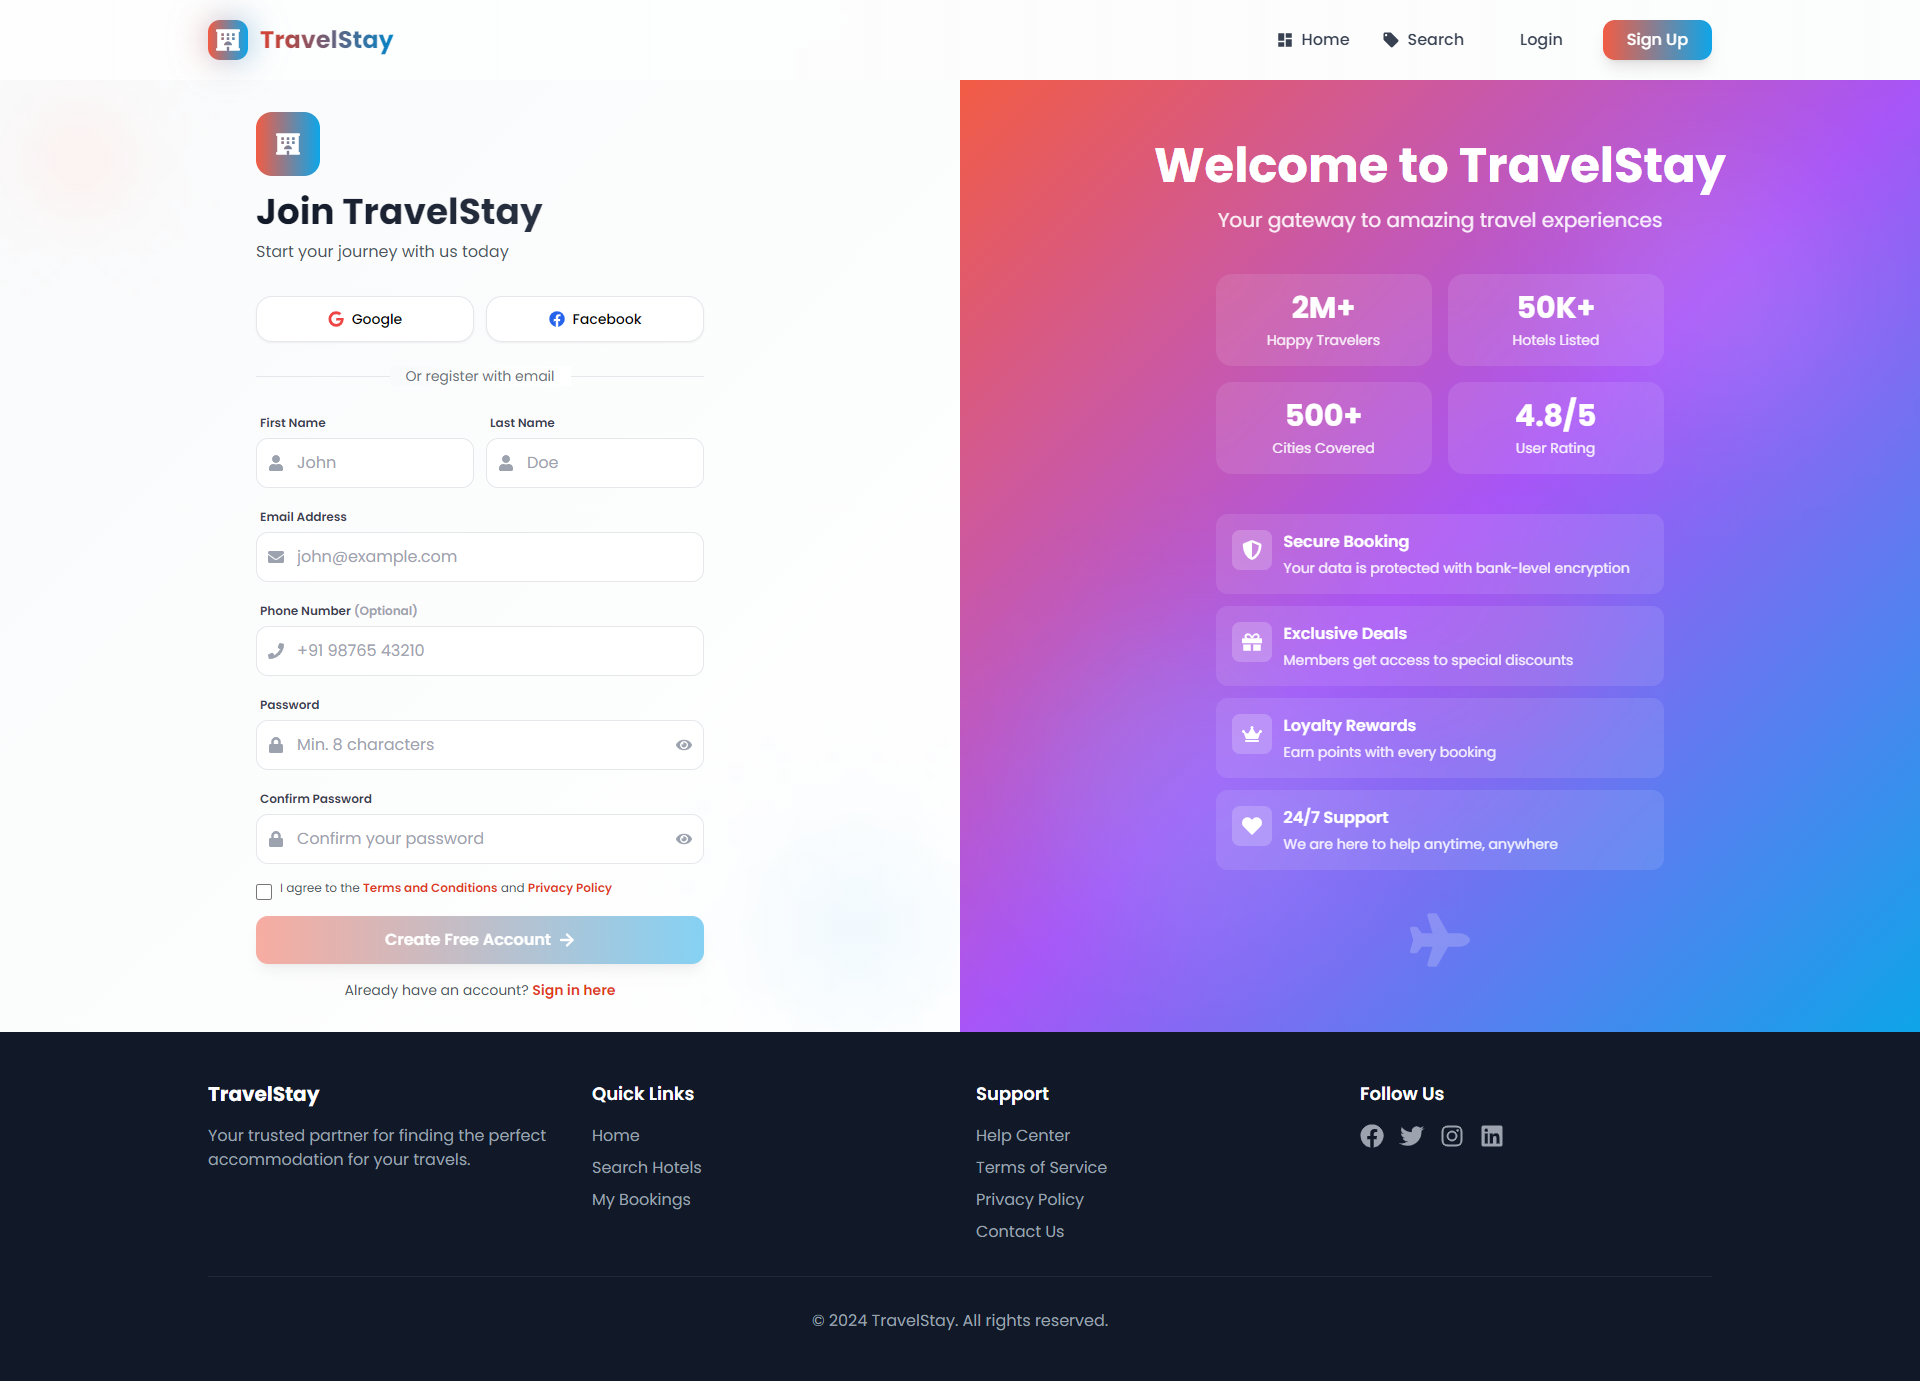 TravelStay
Home
Search
Login
Sign Up
Join TravelStay
Start your journey with us today
Google
Facebook
Or register with email
First Name
Last Name
John
Doe
Email Address
john@example.com
Phone Number (Optional)
+91 98765 43210
Password
Min. 8 characters
Confirm Password
Confirm your password
I agree to the Terms and Conditions and Privacy Policy
Create Free Account
Already have an account? Sign in here
Welcome to TravelStay
Your gateway to amazing travel experiences
2M+
Happy Travelers
50K+
Hotels Listed
500+
Cities Covered
4.8/5
User Rating
Secure Booking
Your data is protected with bank-level encryption
Exclusive Deals
Members get access to special discounts
Loyalty Rewards
Earn points with every booking
24/7 Support
We are here to help anytime, anywhere
TravelStay
Your trusted partner for finding the perfect
accommodation for your travels.
Quick Links
Home
Search Hotels
My Bookings
Support
Help Center
Terms of Service
Privacy Policy
Contact Us
Follow Us
© 2024 TravelStay. All rights reserved.